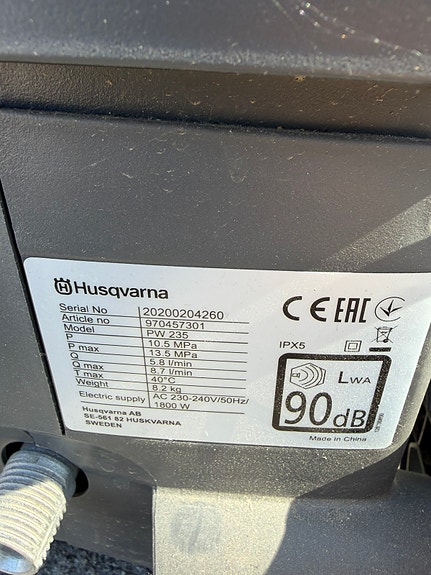 Husqvarna
Serial No 20200204260
Article no 970457301
Model PW 235
P 10.5 MPa
P max 13.5 MPa
Q 5.8 l/min
Q max 8.7 l/min
T max 40°C
Weight 8.2 kg
Electric supply AC 230-240V/50Hz/
1800 W
Husqvarna AB
SE-561 82 HUSKVARNA
SWEDEN
CE EAC
IPX5
LWA
90dB
Made in China